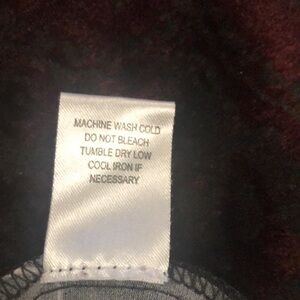 MACHINE WASH COLD
DO NOT BLEACH
TUMBLE DRY LOW
COOL IRON IF
NECESSARY